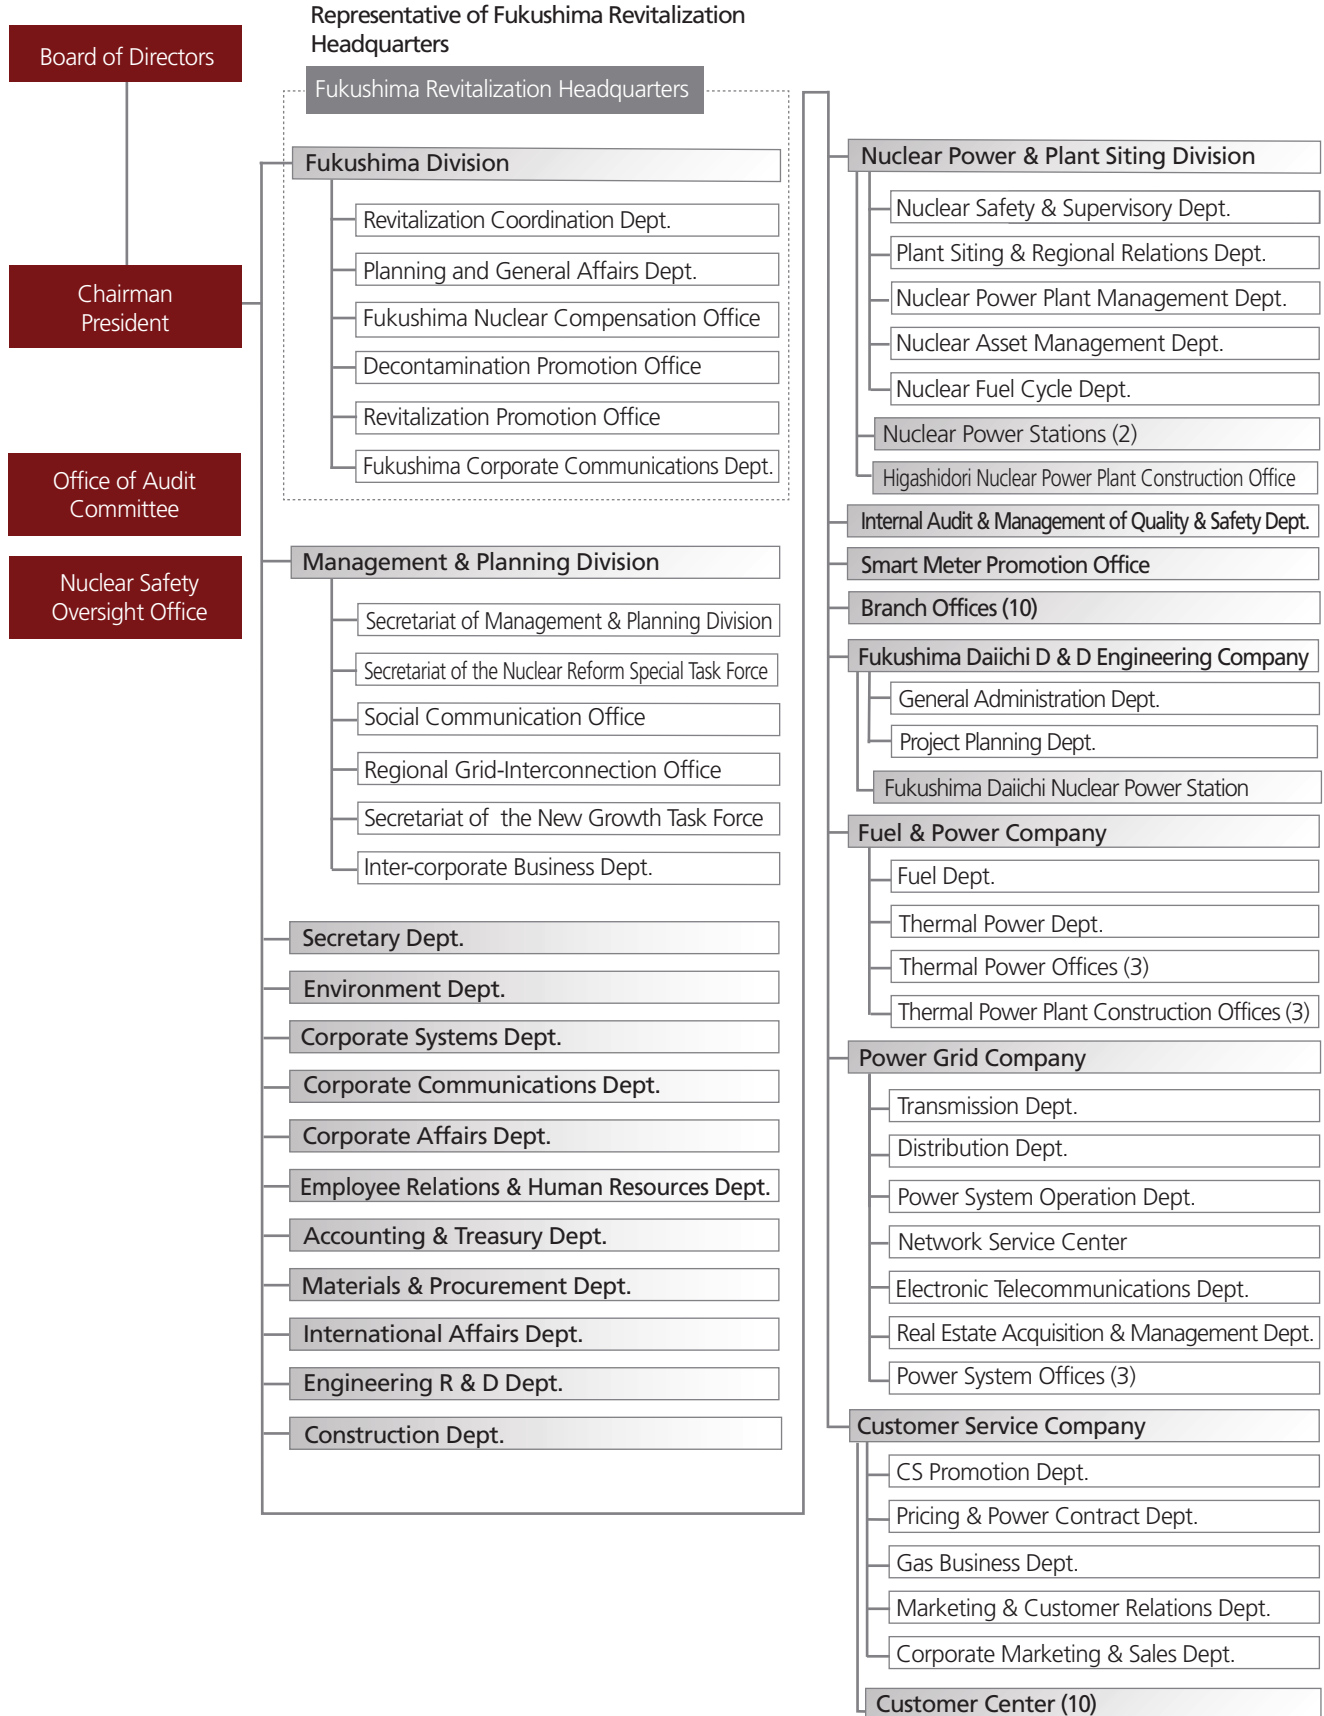 Board of Directors
Chairman
President
Office of Audit
Committee
Nuclear Safety
Oversight Office
Representative of Fukushima Revitalization
Headquarters
Fukushima Revitalization Headquarters
Fukushima Division
Revitalization Coordination Dept.
Planning and General Affairs Dept.
Fukushima Nuclear Compensation Office
Decontamination Promotion Office
Revitalization Promotion Office
Fukushima Corporate Communications Dept.
Management & Planning Division
Secretariat of Management & Planning Division
Secretariat of the Nuclear Reform Special Task Force
Social Communication Office
Regional Grid-Interconnection Office
Secretariat of the New Growth Task Force
Inter-corporate Business Dept.
Secretary Dept.
Environment Dept.
Corporate Systems Dept.
Corporate Communications Dept.
Corporate Affairs Dept.
Employee Relations & Human Resources Dept.
Accounting & Treasury Dept.
Materials & Procurement Dept.
International Affairs Dept.
Engineering R & D Dept.
Construction Dept.
Nuclear Power & Plant Siting Division
Nuclear Safety & Supervisory Dept.
Plant Siting & Regional Relations Dept.
Nuclear Power Plant Management Dept.
Nuclear Asset Management Dept.
Nuclear Fuel Cycle Dept.
Nuclear Power Stations (2)
Higashidori Nuclear Power Plant Construction Office
Internal Audit & Management of Quality & Safety Dept.
Smart Meter Promotion Office
Branch Offices (10)
Fukushima Daiichi D & D Engineering Company
General Administration Dept.
Project Planning Dept.
Fukushima Daiichi Nuclear Power Station
Fuel & Power Company
Fuel Dept.
Thermal Power Dept.
Thermal Power Offices (3)
Thermal Power Plant Construction Offices (3)
Power Grid Company
Transmission Dept.
Distribution Dept.
Power System Operation Dept.
Network Service Center
Electronic Telecommunications Dept.
Real Estate Acquisition & Management Dept.
Power System Offices (3)
Customer Service Company
CS Promotion Dept.
Pricing & Power Contract Dept.
Gas Business Dept.
Marketing & Customer Relations Dept.
Corporate Marketing & Sales Dept.
Customer Center (10)